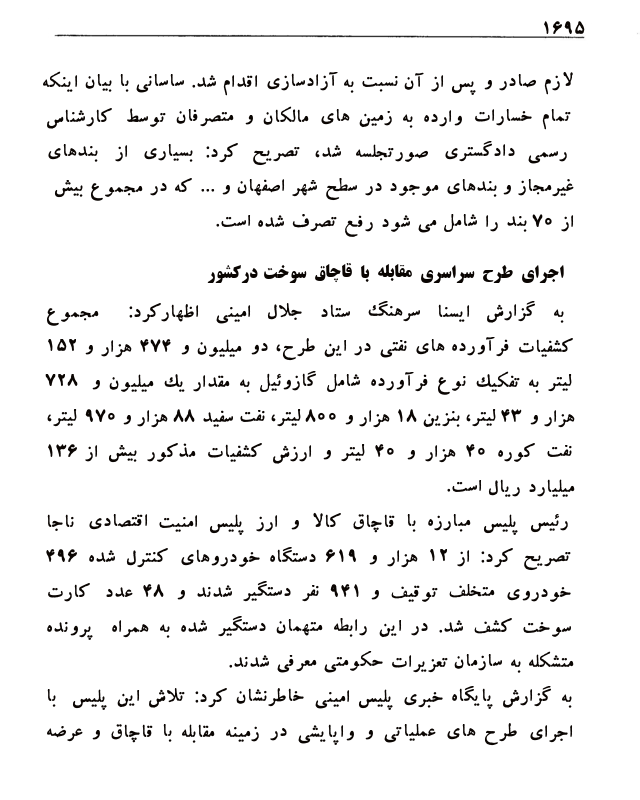 ۱۶۹۵
لازم صادر و پس از آن نسبت به آزادسازی اقدام شد. ساسانی با بیان اینکه
تمام خسارات وارده به زمین های مالکان و متصرفان توسط کارشناس
رسمی دادگستری صورتجلسه شد، تصریح کرد: بسیاری از بندهای
غیرمجاز و بندهای موجود در سطح شهر اصفهان و ... که در مجموع بیش
از ۷۰ بند را شامل می شود رفع تصرف شده است.
اجرای طرح سراسری مقابله با قاچاق سوخت درکشور
به گزارش ایسنا سرهنگ ستاد جلال امینی اظهارکرد: مجموع
کشفیات فرآورده های نفتی در این طرح، دو میلیون و ۴۷۴ هزار و ۱۵۲
لیتر به تفکیك نوع فرآورده شامل گازوئیل به مقدار یك میلیون و ۷۲۸
هزار و ۴۳ لیتر، بنزین ۱۸ هزار و ۸۰۰ لیتر، نفت سفید ۸۸ هزار و ۹۷۰ لیتر،
نفت کوره ۴۰ هزار و ۴۰ لیتر و ارزش کشفیات مذکور بیش از ۱۳۶
میلیارد ریال است.
رئیس پلیس مبارزه با قاچاق کالا و ارز پلیس امنیت اقتصادی ناجا
تصریح کرد: از ۱۲ هزار و ۶۱۹ دستگاه خودروهای کنترل شده ۴۹۶
خودروی متخلف توقیف و ۹۴۱ نفر دستگیر شدند و ۴۸ عدد کارت
سوخت کشف شد. در این رابطه متهمان دستگیر شده به همراه پرونده
متشکله به سازمان تعزیرات حکومتی معرفی شدند.
به گزارش پایگاه خبری پلیس امینی خاطرنشان کرد: تلاش این پلیس با
اجرای طرح های عملیاتی و واپایشی در زمینه مقابله با قاچاق و عرضه